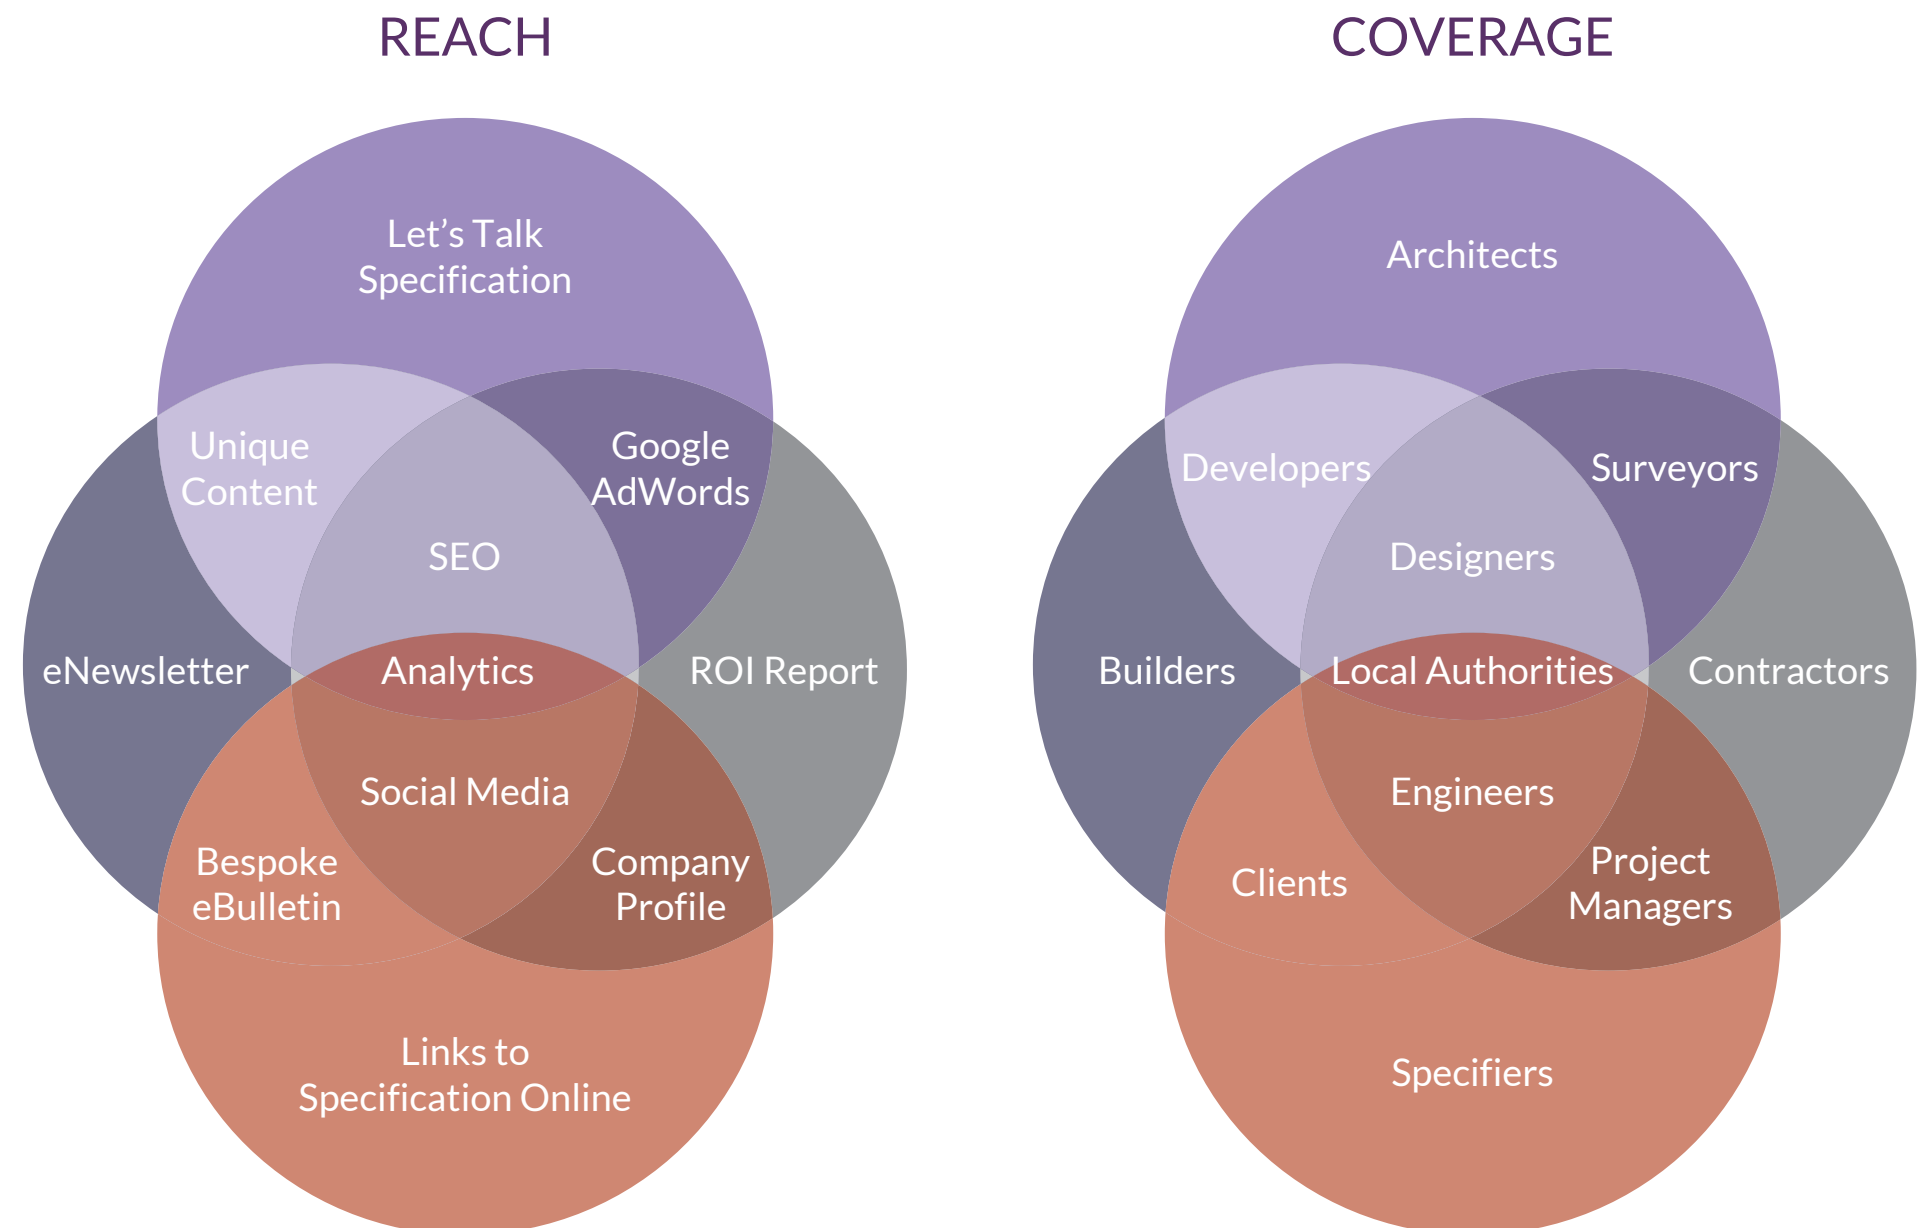 REACH
Let’s Talk
Specification
Unique
Content
Google
AdWords
SEO
eNewsletter
Analytics
ROI Report
Social Media
Bespoke
eBulletin
Company
Profile
Links to
Specification Online
COVERAGE
Architects
Developers
Surveyors
Designers
Builders
Local Authorities
Contractors
Engineers
Clients
Project
Managers
Specifiers